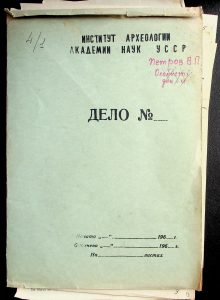 4/1
ИНСТИТУТ АРХЕОЛОГИИ
АКАДЕМИИ НАУК УССР
Петров В.П.
ДЕЛО №
Начато „—“ 196 г.
Окончено „—“ 196 г.
На листах